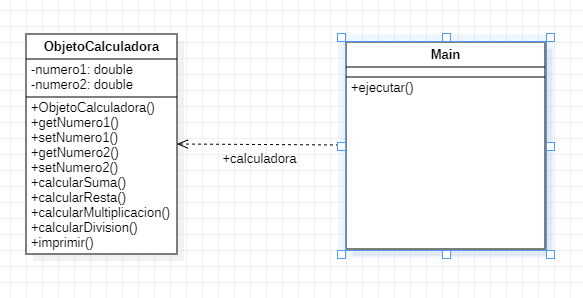 ObjetoCalculadora
-numero1: double
-numero2: double
+ObjetoCalculadora()
+getNumero1()
+setNumero1()
+getNumero2()
+setNumero2()
+calcularSuma()
+calcularResta()
+calcularMultiplicacion()
+calcularDivision()
+imprimir()
+calculadora
Main
+ejecutar()